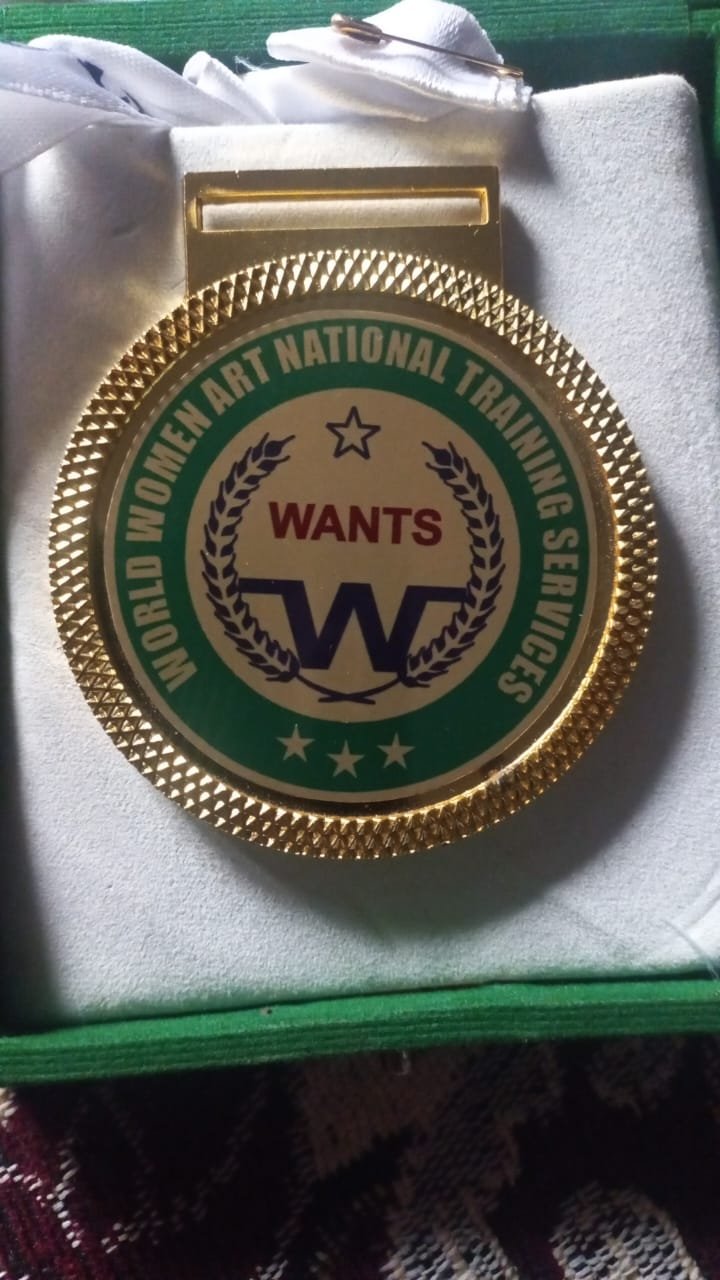 WORLD WOMEN ART NATIONAL TRAINING SERVICES
WANTS
W